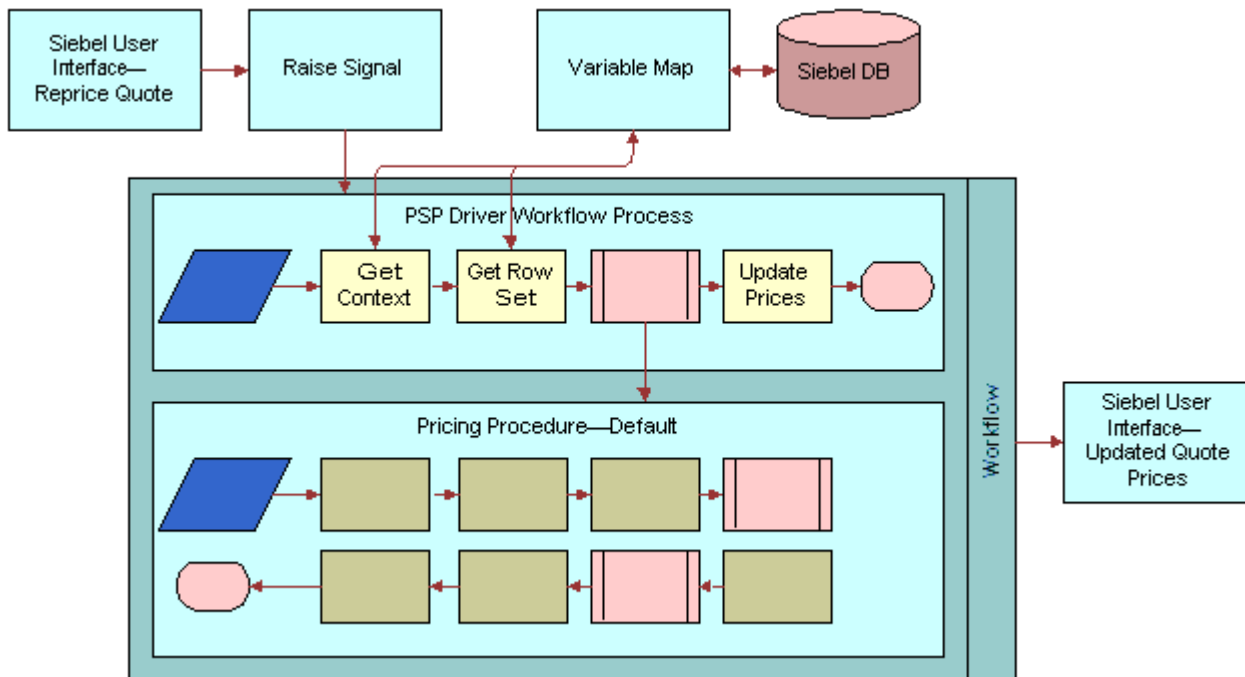 Siebel User
Interface—
Reprice Quote
Raise Signal
Variable Map
Siebel DB
PSP Driver Workflow Process
Get
Context
Get Row
Set
Update
Prices
Pricing Procedure—Default
Workflow
Siebel User
Interface—
Updated Quote
Prices